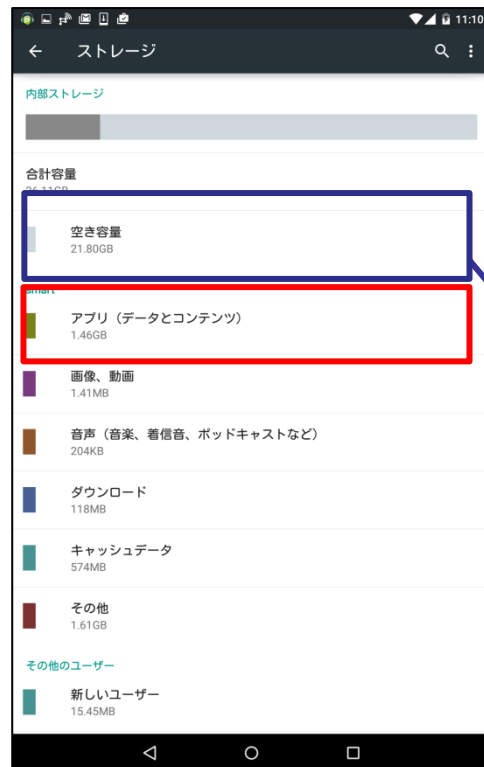 11:10
ストレージ
内部ストレージ
合計容量
26.11GB
空き容量
21.80GB
smart
アプリ（データとコンテンツ）
1.46GB
画像、動画
1.41MB
音声（音楽、着信音、ポッドキャストなど）
204KB
ダウンロード
118MB
キャッシュデータ
574MB
その他
1.61GB
その他のユーザー
新しいユーザー
15.45MB